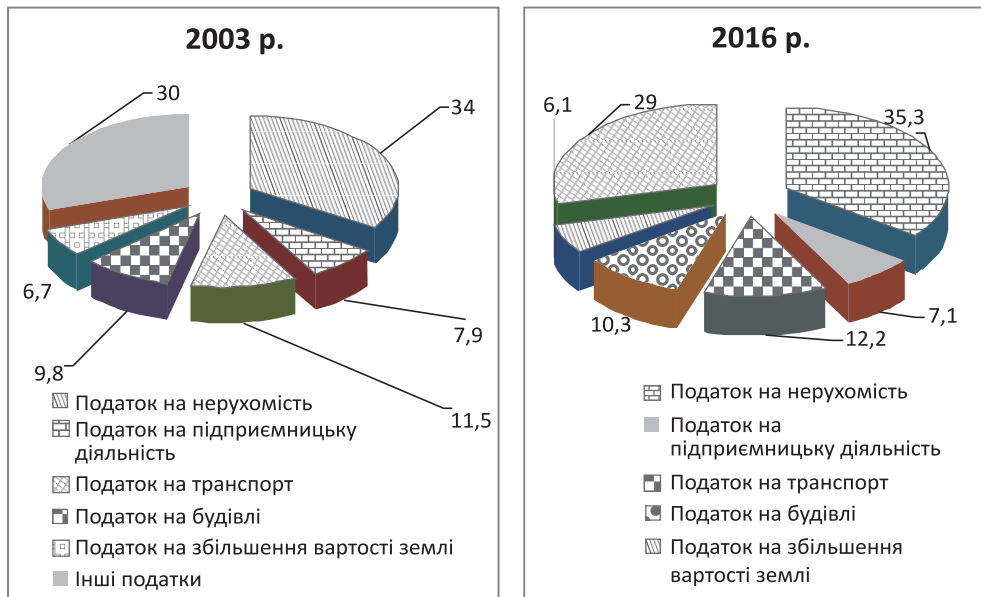 2003 р.
30
34
6,7
7,9
9,8
11,5
Податок на нерухомість
Податок на підприємницьку
діяльність
Податок на транспорт
Податок на будівлі
Податок на збільшення вартості землі
Інші податки
2016 р.
6,1
29
35,3
10,3
7,1
12,2
Податок на нерухомість
Податок на
підприємницьку діяльність
Податок на транспорт
Податок на будівлі
Податок на збільшення
вартості землі